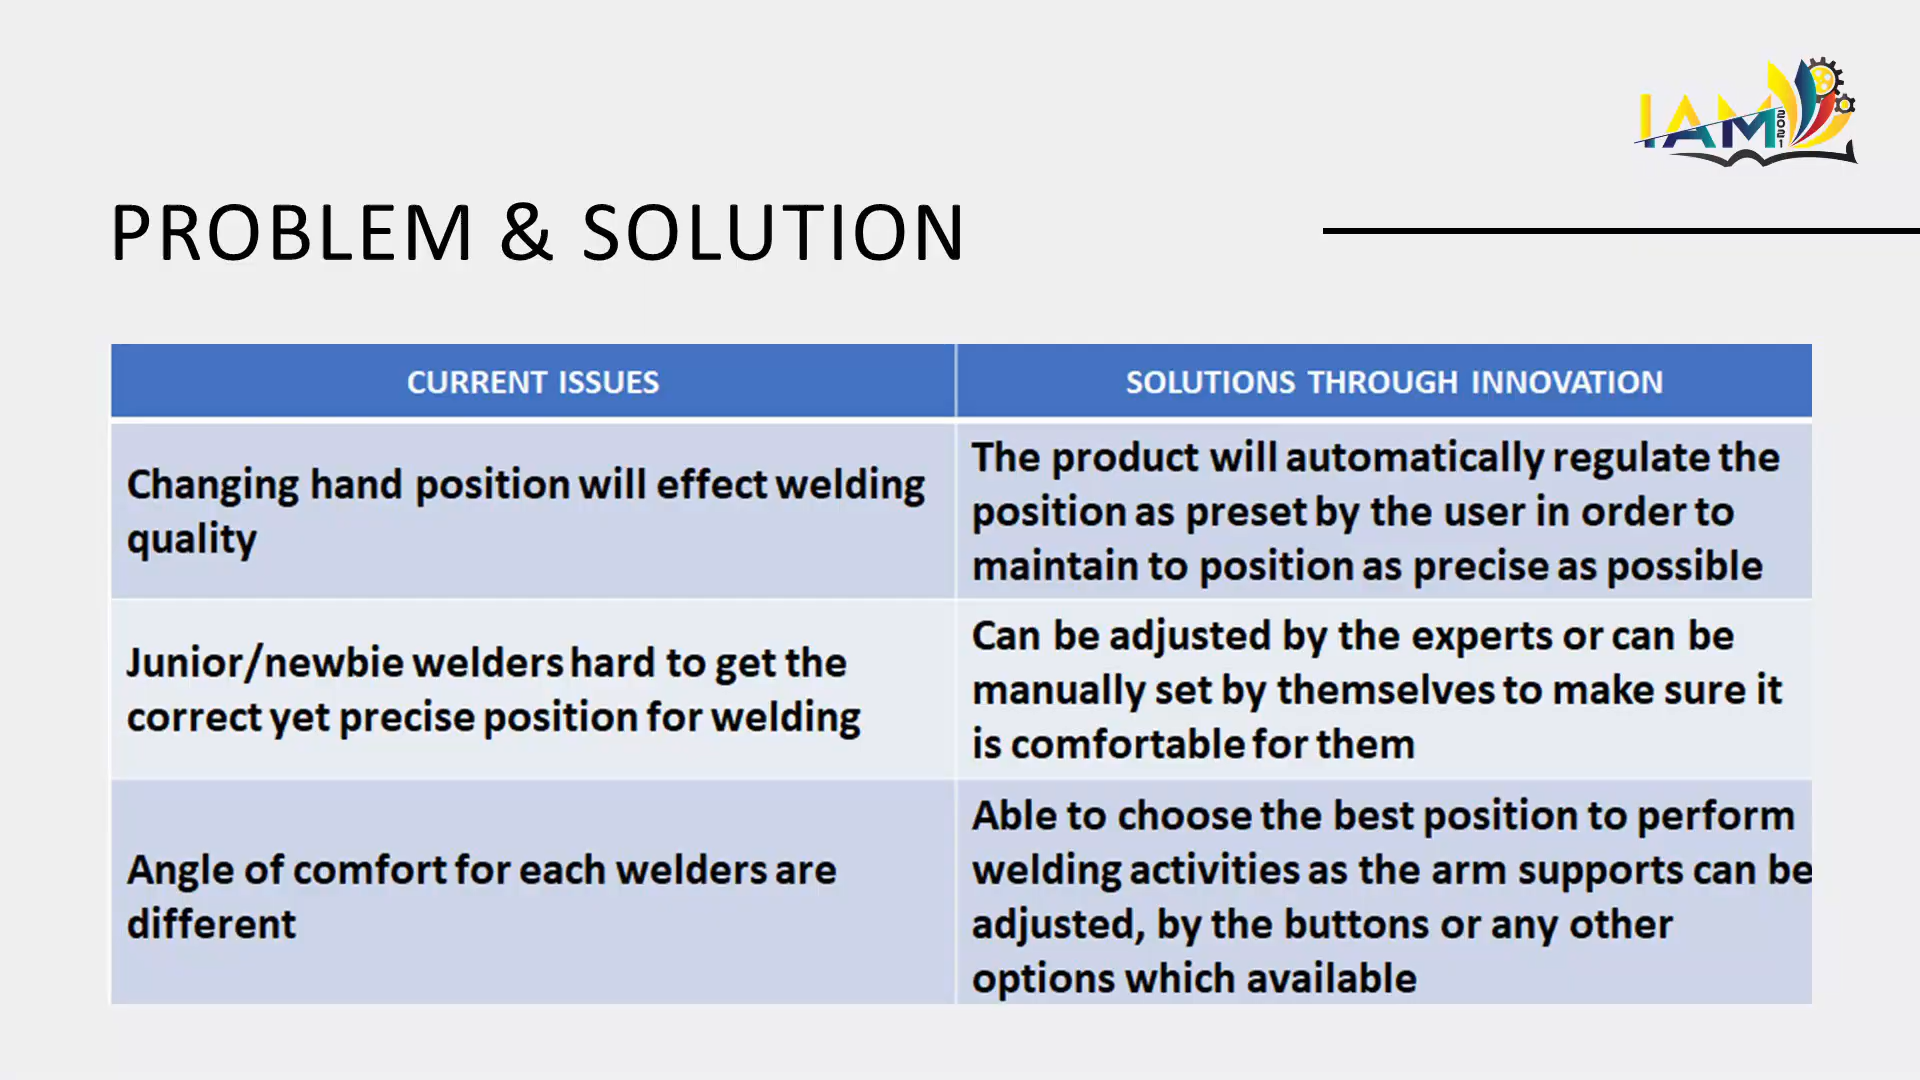 IAM
2021
PROBLEM & SOLUTION
CURRENT ISSUES
SOLUTIONS THROUGH INNOVATION
Changing hand position will effect welding
quality
The product will automatically regulate the
position as preset by the user in order to
maintain to position as precise as possible
Junior/newbie welders hard to get the
correct yet precise position for welding
Can be adjusted by the experts or can be
manually set by themselves to make sure it
is comfortable for them
Angle of comfort for each welders are
different
Able to choose the best position to perform
welding activities as the arm supports can be
adjusted, by the buttons or any other
options which available